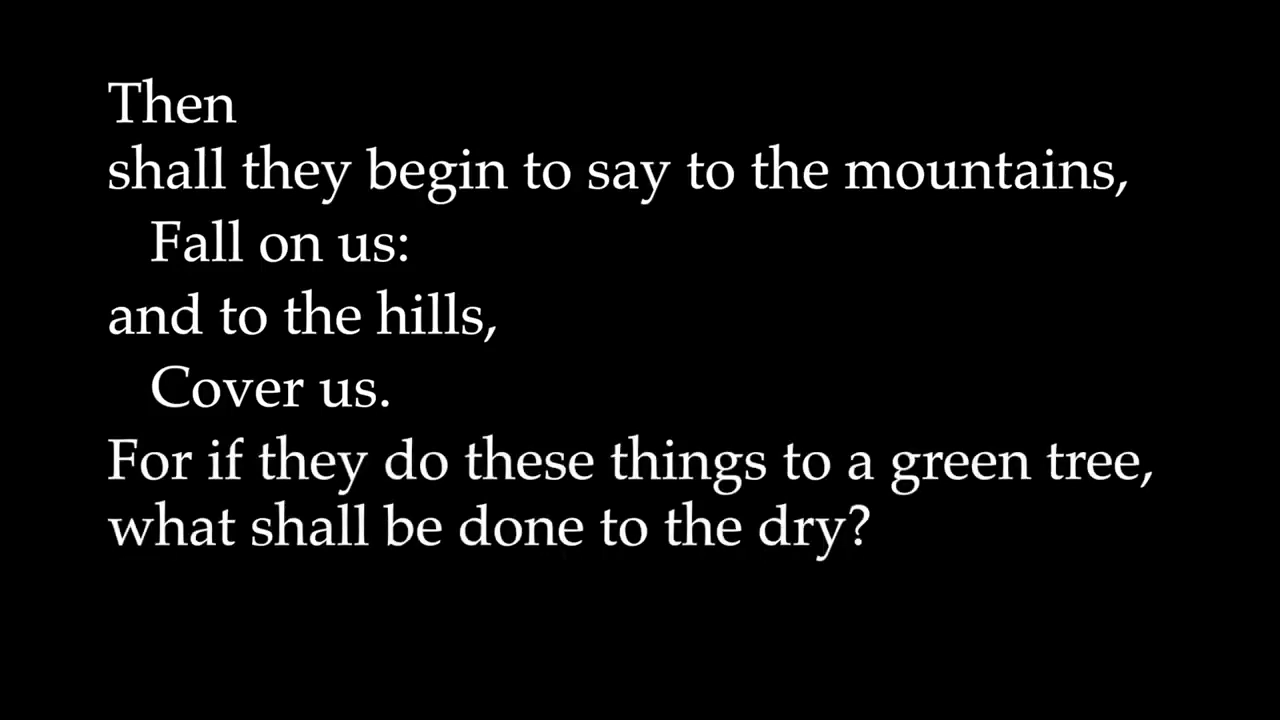 Then
shall they begin to say to the mountains,
Fall on us:
and to the hills,
Cover us.
For if they do these things to a green tree,
what shall be done to the dry?